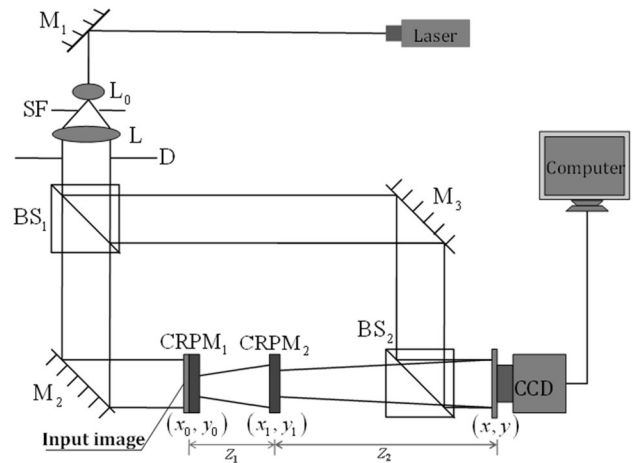 M₁
Laser
L₀
SF
L
D
BS₁
M₃
Computer
CRPM₁
CRPM₂
BS₂
M₂
CCD
Input image
(x₀, y₀)
(x₁, y₁)
(x, y)
z₁
z₂